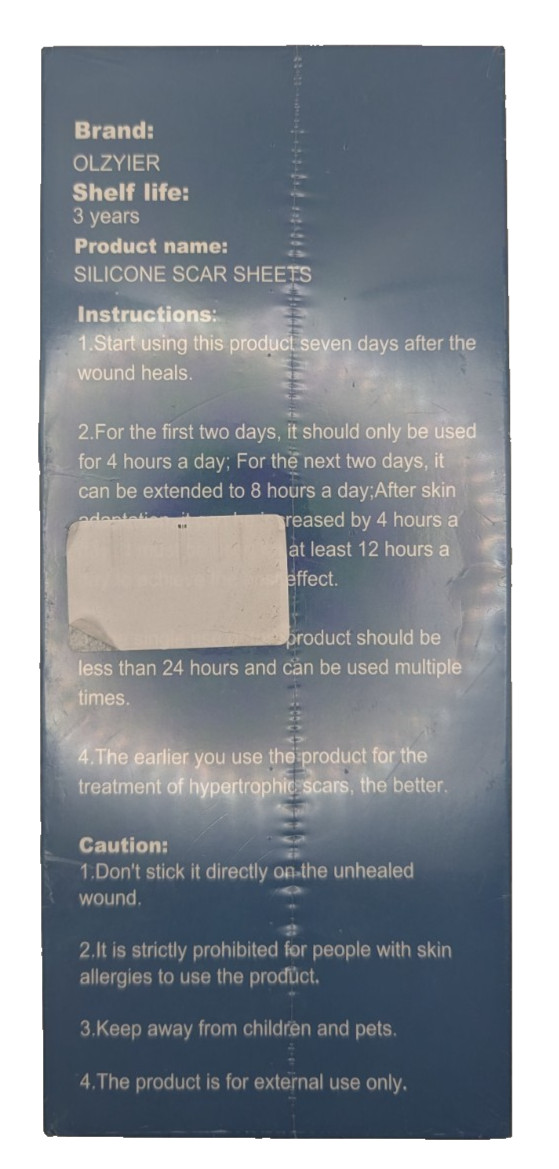 Brand:
OLZYIER
Shelf life:
3 years
Product name:
SILICONE SCAR SHEETS
Instructions:
1.Start using this product seven days after the
wound heals.
2.For the first two days, it should only be used
for 4 hours a day; For the next two days, it
can be extended to 8 hours a day;After skin
by 4 hours a
at least 12 hours a
effect.
product should be
less than 24 hours and can be used multiple
times.
4.The earlier you use the product for the
treatment of hypertrophic scars, the better.
Caution:
1.Don't stick it directly on the unhealed
wound.
2.It is strictly prohibited for people with skin
allergies to use the product.
3.Keep away from children and pets.
4.The product is for external use only.